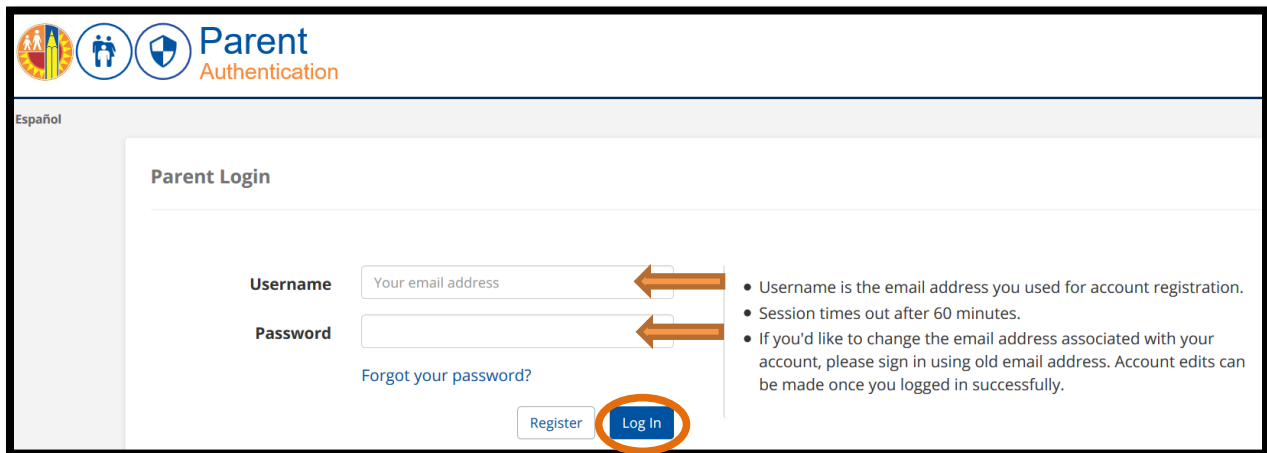 Parent
Authentication
Español
Parent Login
Username
Your email address
Password
Forgot your password?
Register
Log In
• Username is the email address you used for account registration.
• Session times out after 60 minutes.
• If you'd like to change the email address associated with your
account, please sign in using old email address. Account edits can
be made once you logged in successfully.